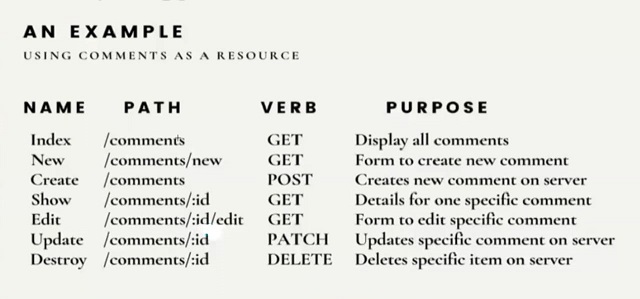 AN EXAMPLE
USING COMMENTS AS A RESOURCE
NAME PATH VERB PURPOSE
Index /comments GET Display all comments
New /comments/new GET Form to create new comment
Create /comments POST Creates new comment on server
Show /comments/:id GET Details for one specific comment
Edit /comments/:id/edit GET Form to edit specific comment
Update /comments/:id PATCH Updates specific comment on server
Destroy /comments/:id DELETE Deletes specific item on server